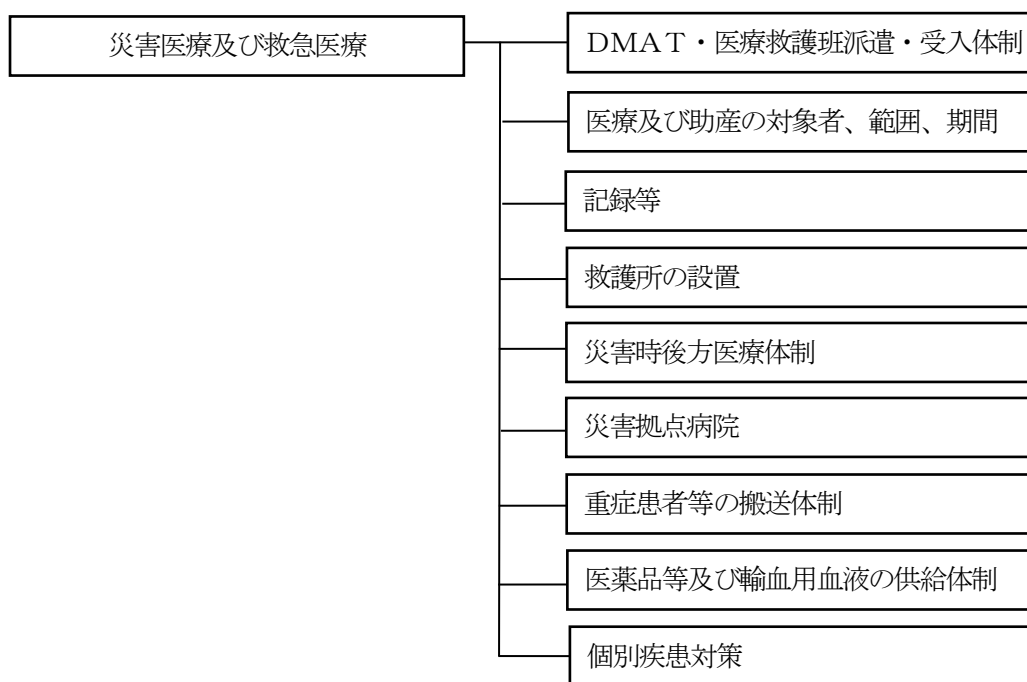 災害医療及び救急医療
ＤＭＡＴ・医療救護班派遣・受入体制
医療及び助産の対象者、範囲、期間
記録等
救護所の設置
災害時後方医療体制
災害拠点病院
重症患者等の搬送体制
医薬品等及び輸血用血液の供給体制
個別疾患対策